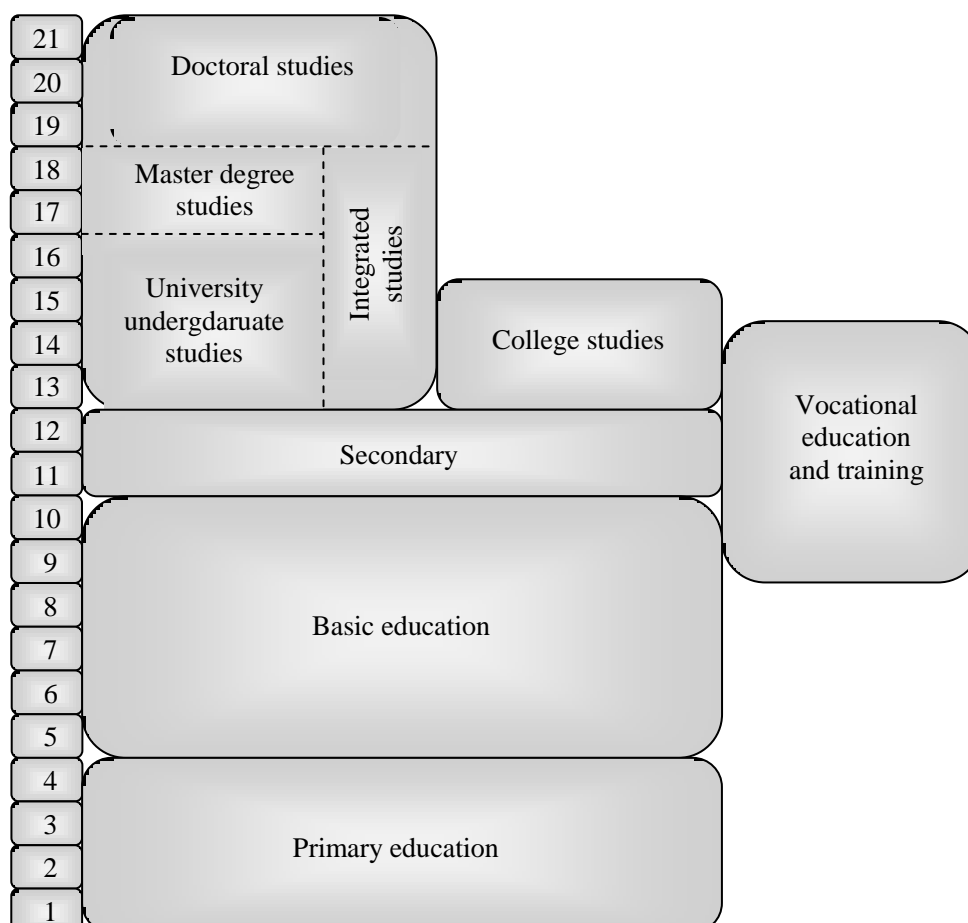 21
20
19
18
17
16
15
14
13
12
11
10
9
8
7
6
5
4
3
2
1
Doctoral studies
Master degree
studies
Integrated
studies
University
undergdaruate
studies
College studies
Vocational
education
and training
Secondary
Basic education
Primary education